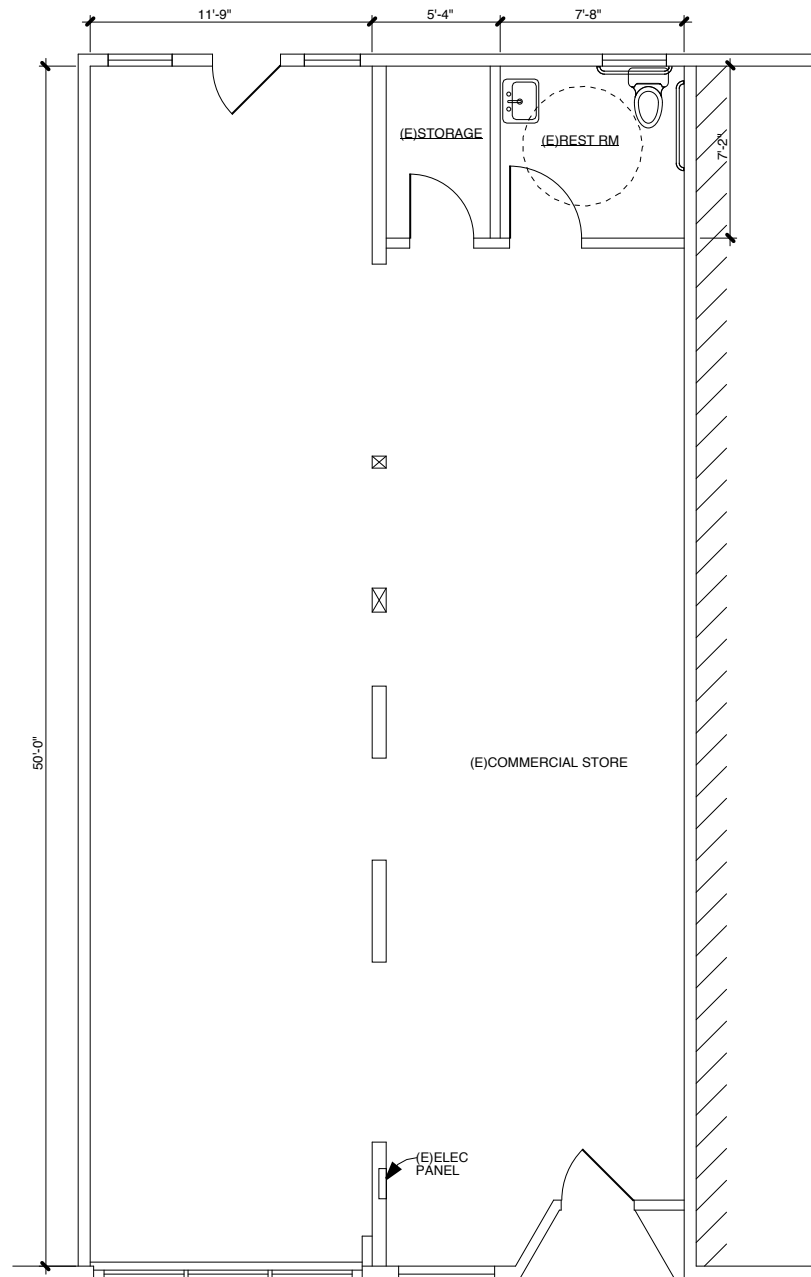 11'-9"
5'-4"
7'-8"
(E)STORAGE
(E)REST RM
7'-2"
50'-0"
(E)COMMERCIAL STORE
(E)ELEC
PANEL